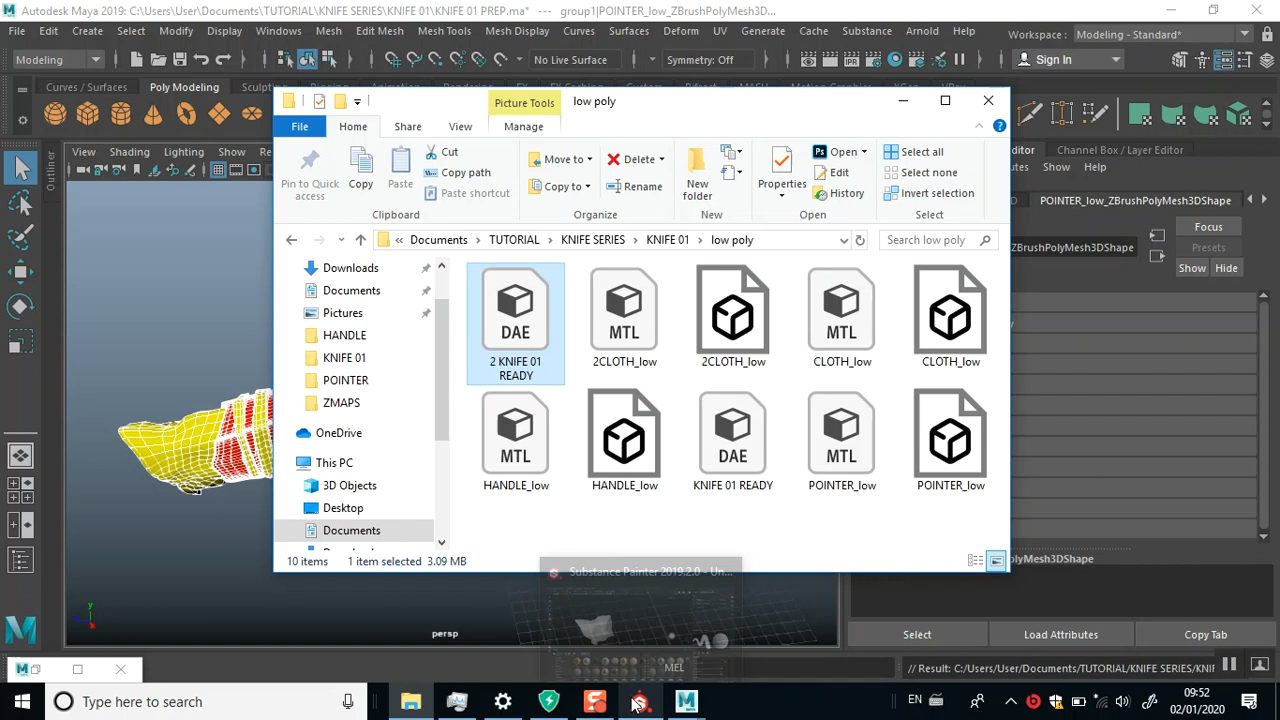 Autodesk Maya 2019: C:\Users\User\Documents\TUTORIAL\KNIFE SERIES\KNIFE 01\KNIFE 01 PREP.ma* --- group1|POINTER_low_ZBrushPolyMesh3D...
File Edit Create Select Modify Display Windows Mesh Edit Mesh Mesh Tools Mesh Display Curves Surfaces Deform UV Generate Cache Substance Arnold Help Workspace : Modeling - Standard*
Modeling No Live Surface Symmetry: Off Sign In
Curves / Surfaces Poly Modeling
low poly
Picture Tools
File Home Share View Manage
Pin to Quick access Copy Paste Cut Copy path Paste shortcut
Clipboard
Move to Copy to Delete Rename
Organize
New folder
New
Properties Open Edit History
Open
Select all Select none Invert selection
Select
View Shading Lighting Show
Outliner
Channel Box / Layer Editor
Show Help
POINTER_low_ZBrushPolyMesh3DShape
Focus
Presets
Show Hide
« Documents TUTORIAL KNIFE SERIES KNIFE 01 low poly Search low poly
Downloads
Documents
Pictures
HANDLE
KNIFE 01
POINTER
ZMAPS
OneDrive
This PC
3D Objects
Desktop
Documents
DAE
2 KNIFE 01 READY
MTL
2CLOTH_low
2CLOTH_low
MTL
CLOTH_low
CLOTH_low
MTL
HANDLE_low
HANDLE_low
DAE
KNIFE 01 READY
MTL
POINTER_low
POINTER_low
10 items 1 item selected 3.09 MB
Substance Painter 2019.2.0 - Un...
persp
y
Select Load Attributes Copy Tab
MEL
// Result: C:/Users/User/Documents/TUTORIAL/KNIFE SERIES/KNI
Type here to search
EN
09:52
02/01/2020